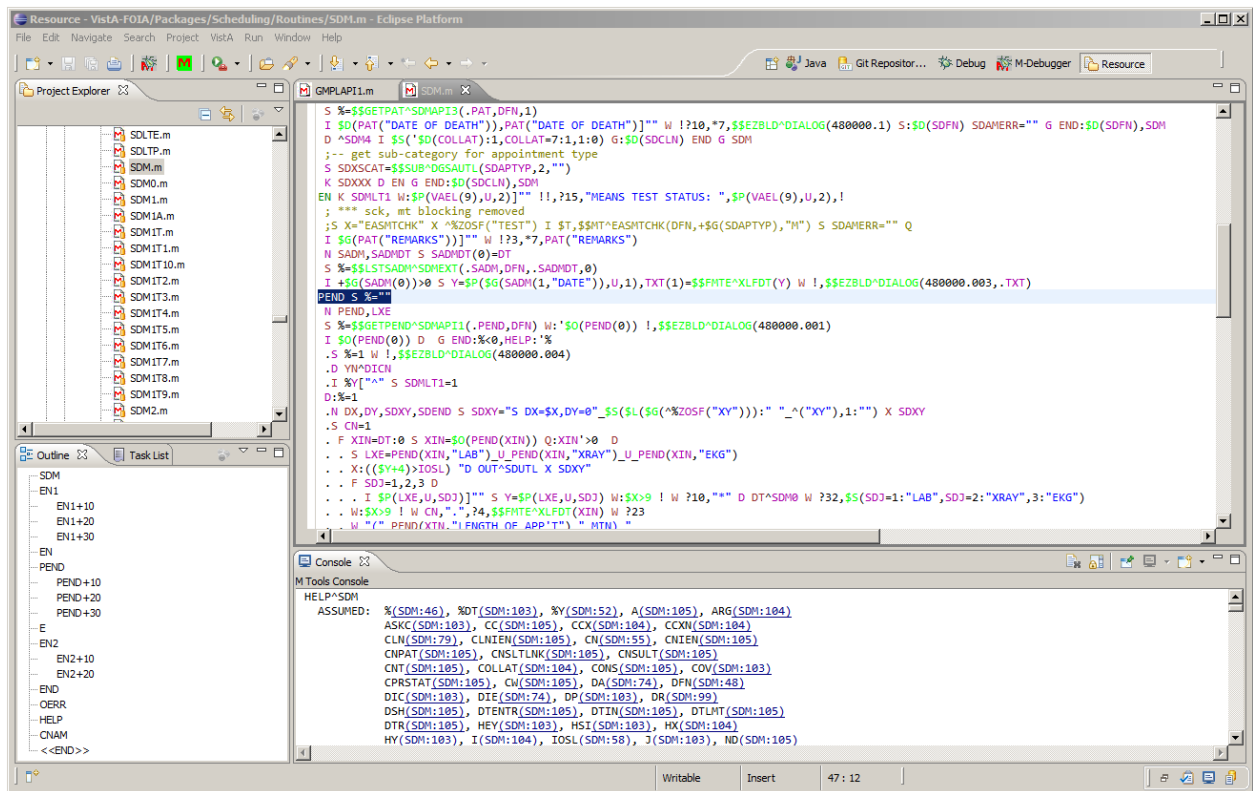 Resource - VistA-FOIA/Packages/Scheduling/Routines/SDM.m - Eclipse Platform
File Edit Navigate Search Project VistA Run Window Help
Java Git Repositor... Debug M-Debugger Resource
Project Explorer
SDLTE.m
SDLTP.m
SDM.m
SDM0.m
SDM1.m
SDM1A.m
SDM1T.m
SDM1T1.m
SDM1T10.m
SDM1T2.m
SDM1T3.m
SDM1T4.m
SDM1T5.m
SDM1T6.m
SDM1T7.m
SDM1T8.m
SDM1T9.m
SDM2.m
Outline Task List
SDM
EN1
EN1+10
EN1+20
EN1+30
EN
PEND
PEND+10
PEND+20
PEND+30
E
EN2
EN2+10
EN2+20
END
OERR
HELP
CNAM
<<END>>
GMPLAPI1.m SDM.m
S %=$$GETPAT^SDMAPI3(.PAT,DFN,1)
I $D(PAT("DATE OF DEATH")),PAT("DATE OF DEATH")]"" W !?10,*7,$$EZBLD^DIALOG(480000.1) S:$D(SDFN) SDAMERR="" G END:$D(SDFN),SDM
D ^SDM4 I $S('$D(COLLAT):1,COLLAT=7:1,1:0) G:$D(SDCLN) END G SDM
;-- get sub-category for appointment type
S SDXSCAT=$$SUB^DGSAUTL(SDAPTYP,2,"")
K SDXXX D EN G END:$D(SDCLN),SDM
EN K SDMLT1 W:$P(VAEL(9),U,2)]"" !!,?15,"MEANS TEST STATUS: ",$P(VAEL(9),U,2),!
; *** sck, mt blocking removed
;S X="EASMTCHK" X ^%ZOSF("TEST") I $T,$$MT^EASMTCHK(DFN,+$G(SDAPTYP),"M") S SDAMERR="" Q
I $G(PAT("REMARKS"))]"" W !?3,*7,PAT("REMARKS")
N SADM,SADMDT S SADMDT(0)=DT
S %=$$LSTSADM^SDMEXT(.SADM,DFN,.SADMDT,0)
I +$G(SADM(0))>0 S Y=$P($G(SADM(1,"DATE")),U,1),TXT(1)=$$FMTE^XLFDT(Y) W !,$$EZBLD^DIALOG(480000.003,.TXT)
PEND S %=""
N PEND,LXE
S %=$$GETPEND^SDMAPI1(.PEND,DFN) W:'$O(PEND(0)) !,$$EZBLD^DIALOG(480000.001)
I $O(PEND(0)) D  G END:%<0,HELP:'%
.S %=1 W !,$$EZBLD^DIALOG(480000.004)
.D YN^DICN
.I %Y["^" S SDMLT1=1
D:%=1
.N DX,DY,SDXY,SDEND S SDXY="S DX=$X,DY=0"_$S($L($G(^%ZOSF("XY"))):" "_^("XY"),1:"") X SDXY
.S CN=1
. F XIN=DT:0 S XIN=$O(PEND(XIN)) Q:XIN'>0  D
. . S LXE=PEND(XIN,"LAB")_U_PEND(XIN,"XRAY")_U_PEND(XIN,"EKG")
. . X:(($Y+4)>IOSL) "D OUT^SDUTL X SDXY"
. . F SDJ=1,2,3 D
. . . I $P(LXE,U,SDJ)]"" S Y=$P(LXE,U,SDJ) W:$X>9 ! W ?10,"*" D DT^SDM0 W ?32,$S(SDJ=1:"LAB",SDJ=2:"XRAY",3:"EKG")
. . W:$X>9 ! W CN,".",?4,$$FMTE^XLFDT(XIN) W ?23
. . W "(",PEND(XIN,"LENGTH OF APP'T")," MIN) "
Console
M Tools Console
HELP^SDM
ASSUMED: %(SDM:46), %DT(SDM:103), %Y(SDM:52), A(SDM:105), ARG(SDM:104)
ASKC(SDM:103), CC(SDM:105), CCX(SDM:104), CCXN(SDM:104)
CLN(SDM:79), CLNIEN(SDM:105), CN(SDM:55), CNIEN(SDM:105)
CNPAT(SDM:105), CNSLTLNK(SDM:105), CNSULT(SDM:105)
CNT(SDM:105), COLLAT(SDM:104), CONS(SDM:105), COV(SDM:103)
CPRSTAT(SDM:105), CW(SDM:105), DA(SDM:74), DFN(SDM:48)
DIC(SDM:103), DIE(SDM:74), DP(SDM:103), DR(SDM:99)
DSH(SDM:105), DTENTR(SDM:105), DTIN(SDM:105), DTLMT(SDM:105)
DTR(SDM:105), HEY(SDM:103), HSI(SDM:103), HX(SDM:104)
HY(SDM:103), I(SDM:104), IOSL(SDM:58), J(SDM:103), ND(SDM:105)
Writable Insert 47 : 12